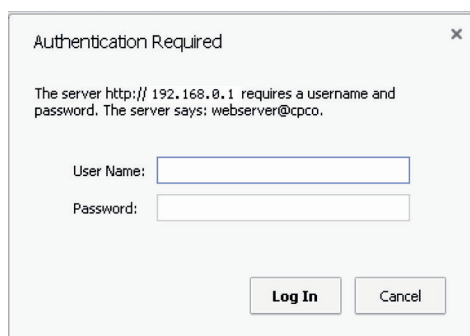 Authentication Required
The server http:// 192.168.0.1 requires a username and
password. The server says: webserver@cpco.
User Name:
Password:
Log In
Cancel